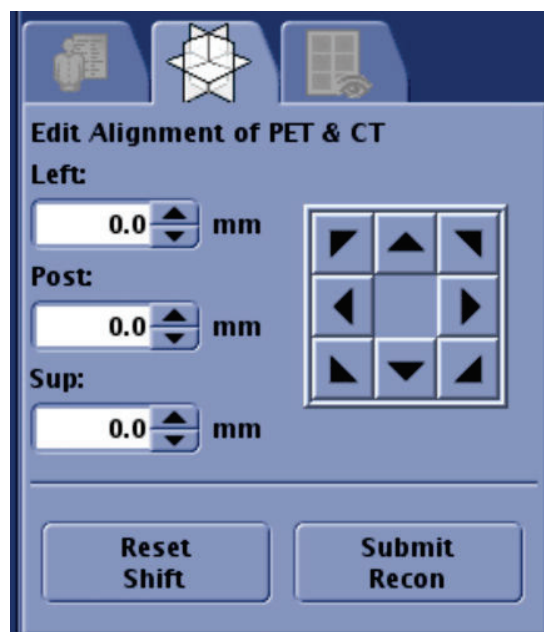 Edit Alignment of PET & CT
Left:
0.0 mm
Post:
0.0 mm
Sup:
0.0 mm
Reset Shift
Submit Recon